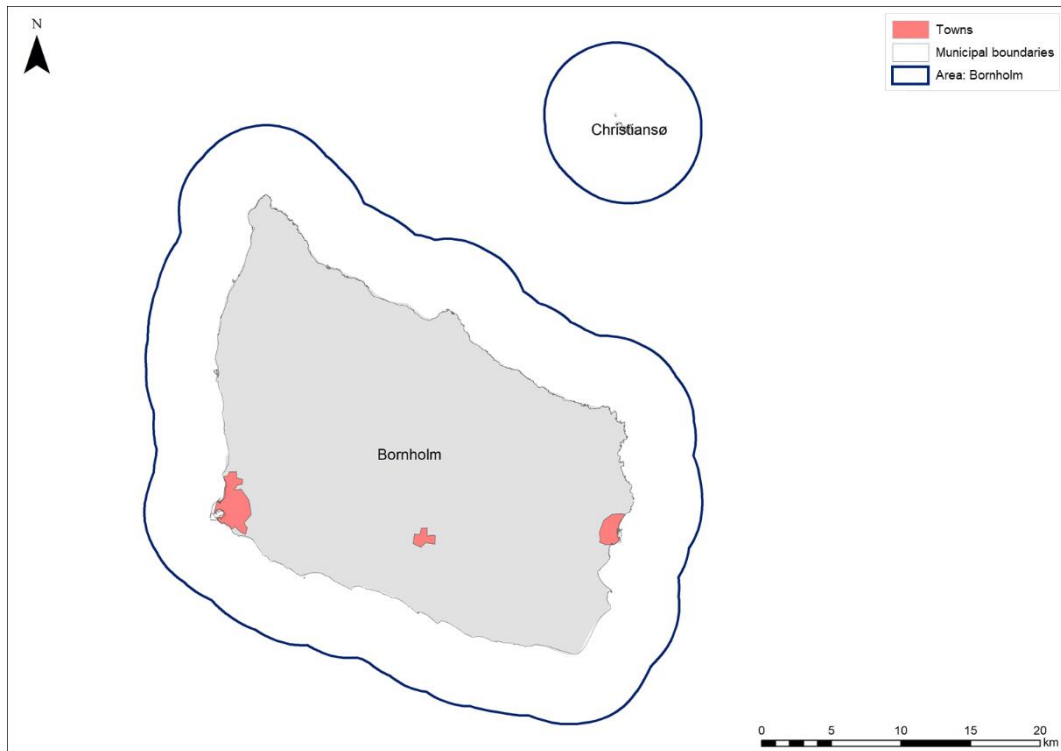 N
Towns
Municipal boundaries
Area: Bornholm
Christiansø
Bornholm
0 5 10 15 20
km